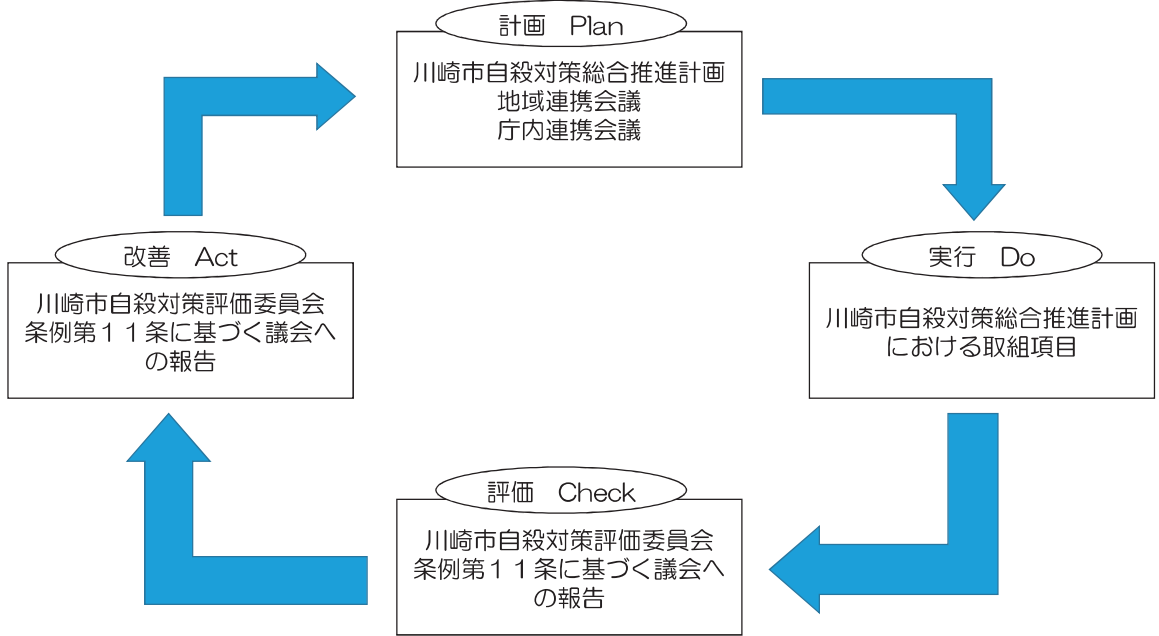 計画　Plan
川崎市自殺対策総合推進計画
地域連携会議
庁内連携会議
改善　Act
川崎市自殺対策評価委員会
条例第１１条に基づく議会へ
の報告
実行　Do
川崎市自殺対策総合推進計画
における取組項目
評価　Check
川崎市自殺対策評価委員会
条例第１１条に基づく議会へ
の報告